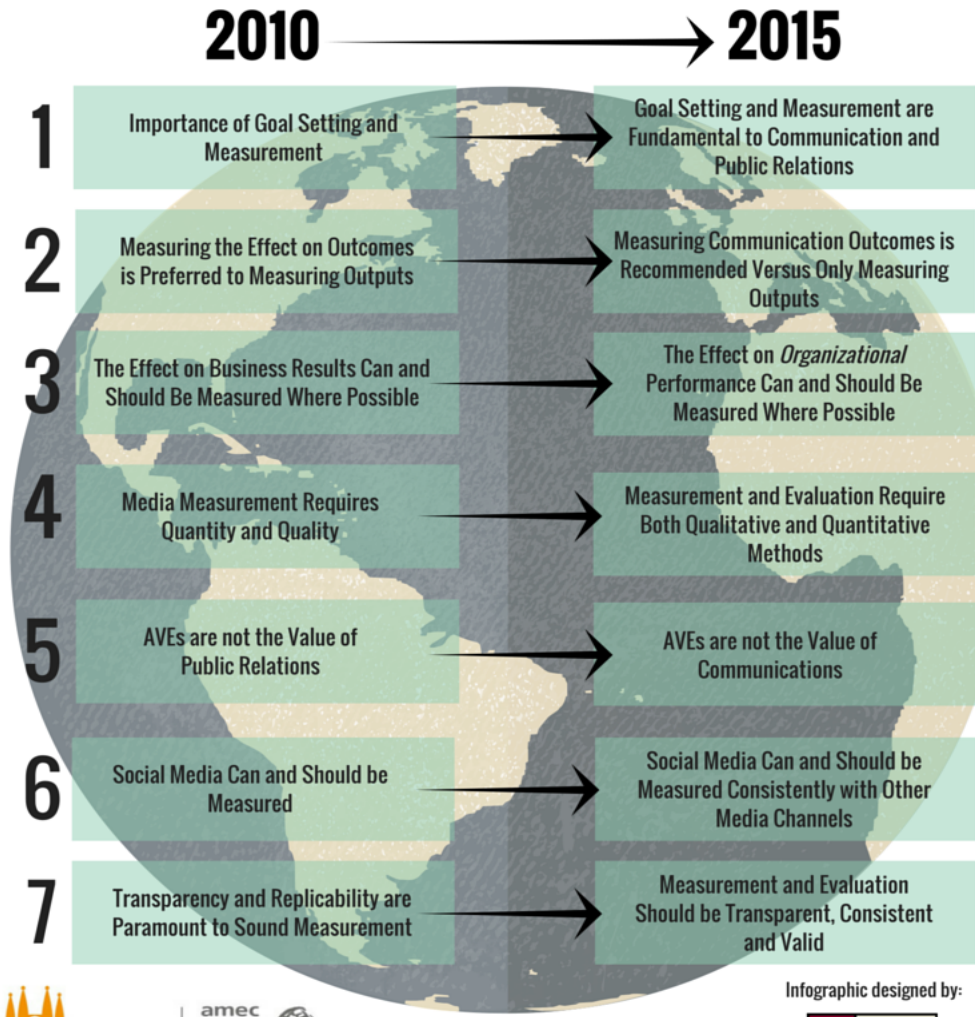 2010 2015
1
Importance of Goal Setting and
Measurement
Goal Setting and Measurement are
Fundamental to Communication and
Public Relations
2
Measuring the Effect on Outcomes
is Preferred to Measuring Outputs
Measuring Communication Outcomes is
Recommended Versus Only Measuring
Outputs
3
The Effect on Business Results Can and
Should Be Measured Where Possible
The Effect on Organizational
Performance Can and Should Be
Measured Where Possible
4
Media Measurement Requires
Quantity and Quality
Measurement and Evaluation Require
Both Qualitative and Quantitative
Methods
5
AVEs are not the Value of
Public Relations
AVEs are not the Value of
Communications
6
Social Media Can and Should be
Measured
Social Media Can and Should be
Measured Consistently with Other
Media Channels
7
Transparency and Replicability are
Paramount to Sound Measurement
Measurement and Evaluation
Should be Transparent, Consistent
and Valid
amec
Infographic designed by: